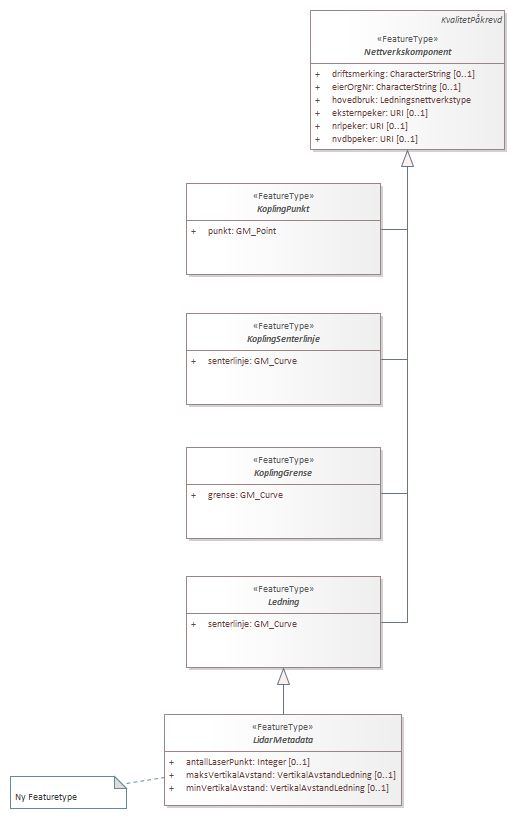 KvalitetPåkrevd
«FeatureType»
Nettverkskomponent
+ driftsmerking: CharacterString [0..1]
+ eierOrgNr: CharacterString [0..1]
+ hovedbruk: Ledningsnettverkstype
+ eksternpeker: URI [0..1]
+ nrlpeker: URI [0..1]
+ nvdbpeker: URI [0..1]
«FeatureType»
KoplingPunkt
+ punkt: GM_Point
«FeatureType»
KoplingSenterlinje
+ senterlinje: GM_Curve
«FeatureType»
KoplingGrense
+ grense: GM_Curve
«FeatureType»
Ledning
+ senterlinje: GM_Curve
«FeatureType»
LidarMetadata
+ antallLaserPunkt: Integer [0..1]
+ maksVertikalAvstand: VertikalAvstandLedning [0..1]
+ minVertikalAvstand: VertikalAvstandLedning [0..1]
Ny Featuretype